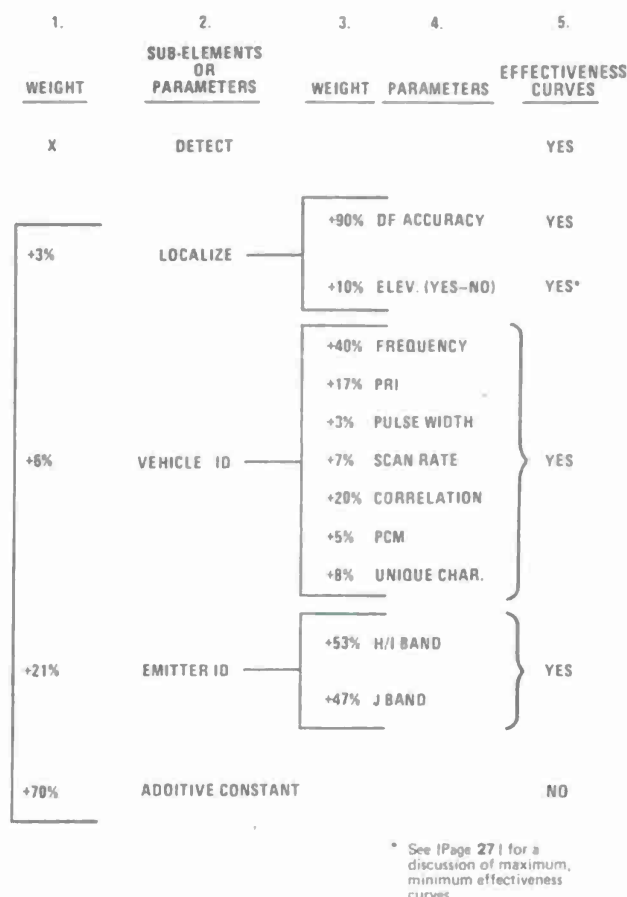 1. 2. 3. 4. 5.
SUB-ELEMENTS
OR
WEIGHT PARAMETERS WEIGHT PARAMETERS EFFECTIVENESS CURVES
X DETECT YES
+90% DF ACCURACY YES
+3% LOCALIZE
+10% ELEV. (YES–NO) YES*
+40% FREQUENCY
+17% PRI
+3% PULSE WIDTH
+6% VEHICLE ID +7% SCAN RATE YES
+20% CORRELATION
+5% PCM
+8% UNIQUE CHAR.
+53% H/I BAND
+21% EMITTER ID YES
+47% J BAND
+70% ADDITIVE CONSTANT NO
* See (Page 27) for a
discussion of maximum,
minimum effectiveness
curves